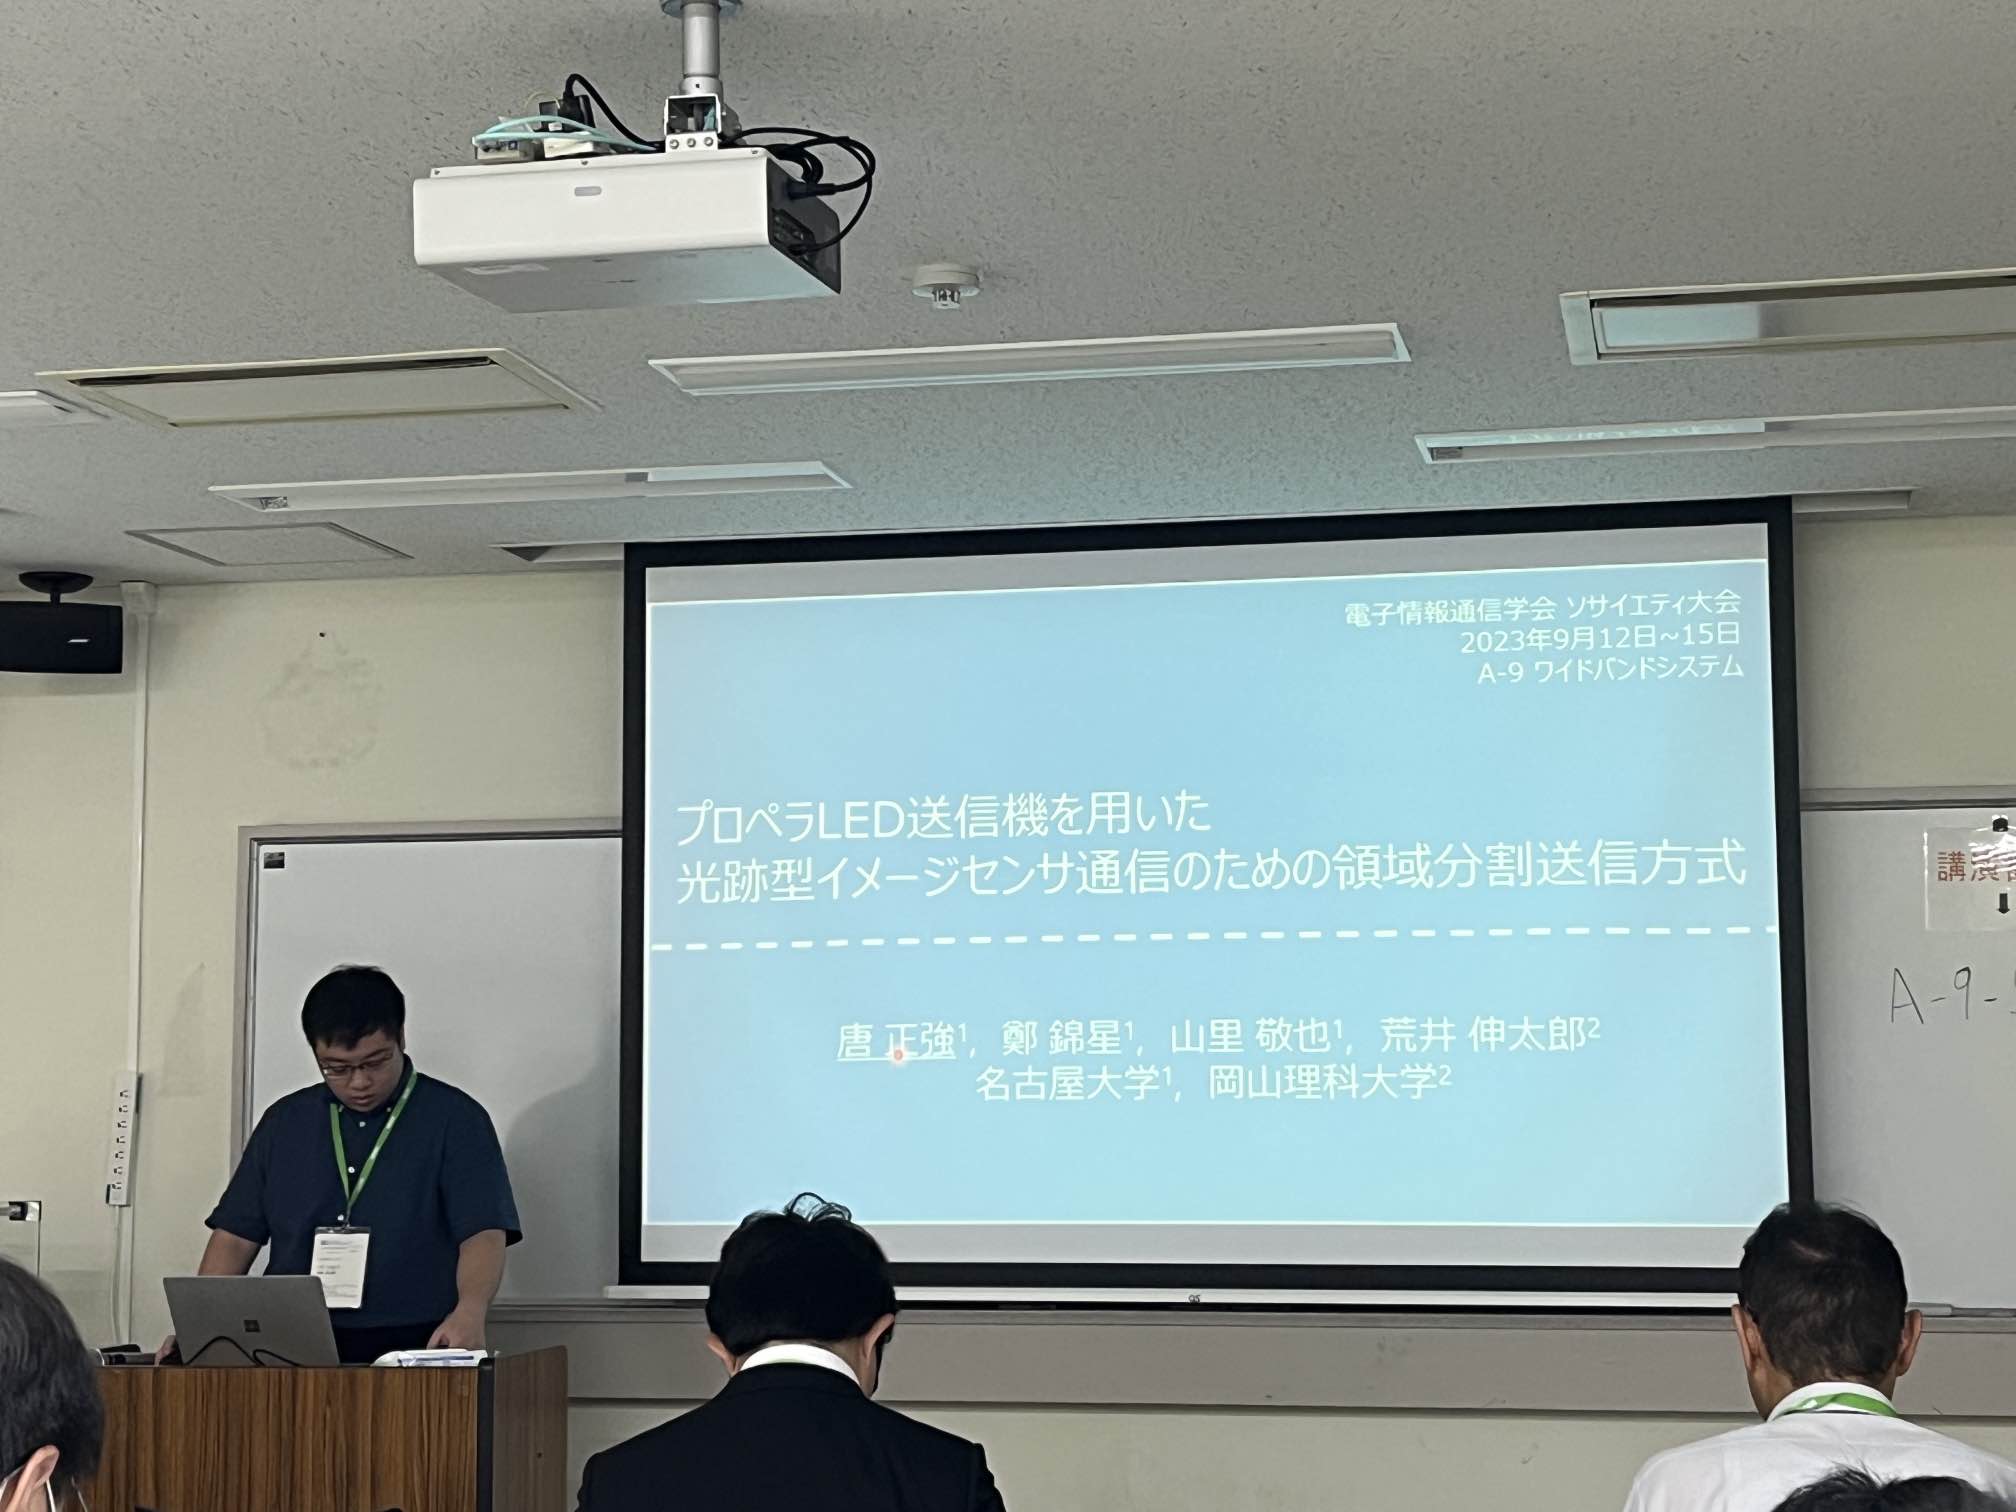 電子情報通信学会 ソサイエティ大会
2023年9月12日~15日
A-9 ワイドバンドシステム
プロペラLED送信機を用いた
光跡型イメージセンサ通信のための領域分割送信方式
唐 正強¹, 鄭 錦星¹, 山里 敬也¹, 荒井 伸太郎²
名古屋大学¹, 岡山理科大学²
講演
↓
A-9-